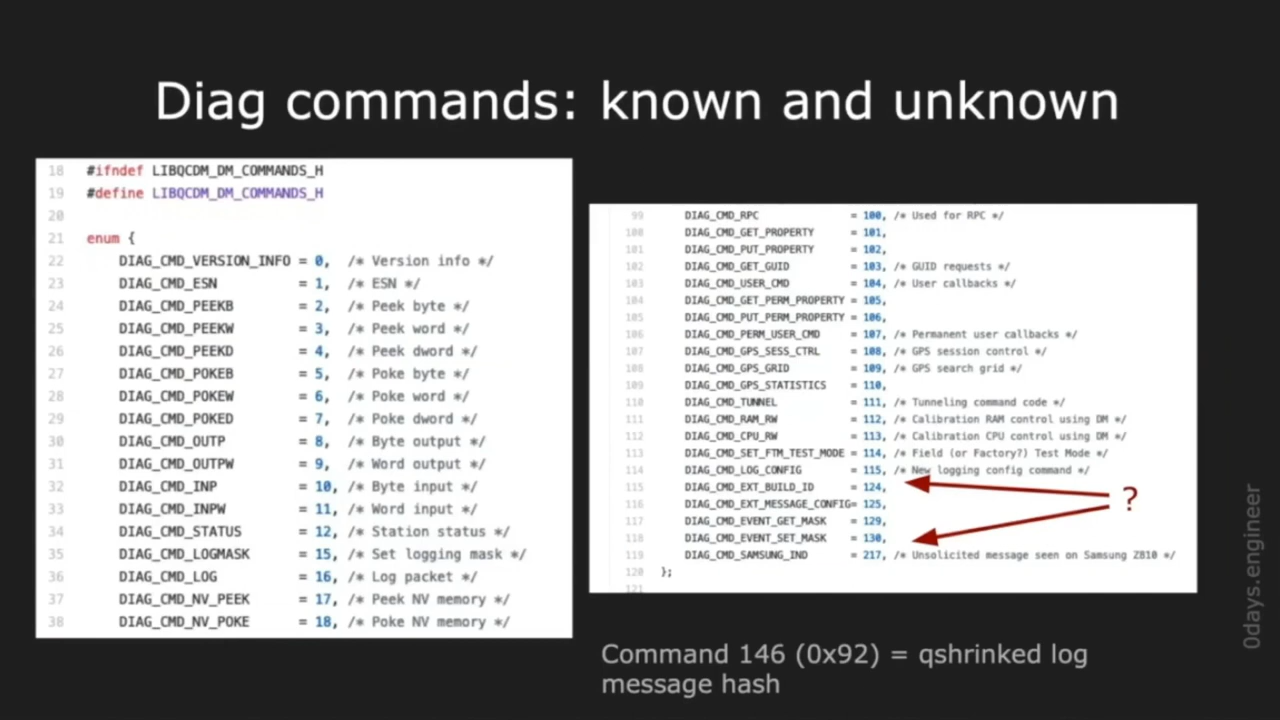 Diag commands: known and unknown
18 #ifndef LIBQCDM_DM_COMMANDS_H
19 #define LIBQCDM_DM_COMMANDS_H
20
21 enum {
22 DIAG_CMD_VERSION_INFO = 0, /* Version info */
23 DIAG_CMD_ESN = 1, /* ESN */
24 DIAG_CMD_PEEKB = 2, /* Peek byte */
25 DIAG_CMD_PEEKW = 3, /* Peek word */
26 DIAG_CMD_PEEKD = 4, /* Peek dword */
27 DIAG_CMD_POKEB = 5, /* Poke byte */
28 DIAG_CMD_POKEW = 6, /* Poke word */
29 DIAG_CMD_POKED = 7, /* Poke dword */
30 DIAG_CMD_OUTP = 8, /* Byte output */
31 DIAG_CMD_OUTPW = 9, /* Word output */
32 DIAG_CMD_INP = 10, /* Byte input */
33 DIAG_CMD_INPW = 11, /* Word input */
34 DIAG_CMD_STATUS = 12, /* Station status */
35 DIAG_CMD_LOGMASK = 15, /* Set logging mask */
36 DIAG_CMD_LOG = 16, /* Log packet */
37 DIAG_CMD_NV_PEEK = 17, /* Peek NV memory */
38 DIAG_CMD_NV_POKE = 18, /* Poke NV memory */
99 DIAG_CMD_RPC = 100, /* Used for RPC */
100 DIAG_CMD_GET_PROPERTY = 101,
101 DIAG_CMD_PUT_PROPERTY = 102,
102 DIAG_CMD_GET_GUID = 103, /* GUID requests */
103 DIAG_CMD_USER_CMD = 104, /* User callbacks */
104 DIAG_CMD_GET_PERM_PROPERTY = 105,
105 DIAG_CMD_PUT_PERM_PROPERTY = 106,
106 DIAG_CMD_PERM_USER_CMD = 107, /* Permanent user callbacks */
107 DIAG_CMD_GPS_SESS_CTRL = 108, /* GPS session control */
108 DIAG_CMD_GPS_GRID = 109, /* GPS search grid */
109 DIAG_CMD_GPS_STATISTICS = 110,
110 DIAG_CMD_TUNNEL = 111, /* Tunneling command code */
111 DIAG_CMD_RAM_RW = 112, /* Calibration RAM control using DM */
112 DIAG_CMD_CPU_RW = 113, /* Calibration CPU control using DM */
113 DIAG_CMD_SET_FTM_TEST_MODE = 114, /* Field (or Factory?) Test Mode */
114 DIAG_CMD_LOG_CONFIG = 115, /* New logging config command */
115 DIAG_CMD_EXT_BUILD_ID = 124,
116 DIAG_CMD_EXT_MESSAGE_CONFIG= 125,
117 DIAG_CMD_EVENT_GET_MASK = 129,
118 DIAG_CMD_EVENT_SET_MASK = 130,
119 DIAG_CMD_SAMSUNG_IND = 217, /* Unsolicited message seen on Samsung Z810 */
120 };
121
?
Command 146 (0x92) = qshrinked log
message hash
0days.engineer